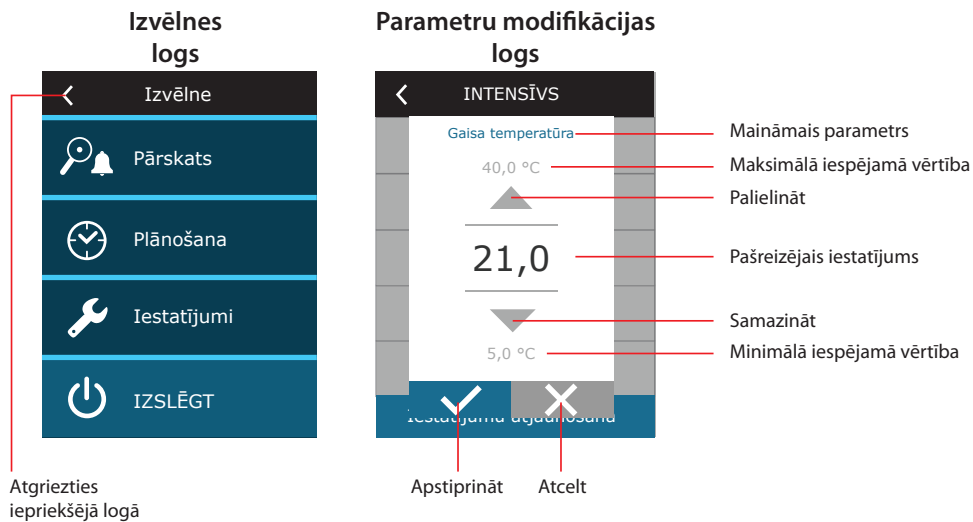 Izvēlnes
logs
Izvēlne
Pārskats
Plānošana
Iestatījumi
IZSLĒGT
Atgriezties
iepriekšējā logā
Parametru modifikācijas
logs
INTENSĪVS
Gaisa temperatūra
40,0 °C
21,0
5,0 °C
Maināmais parametrs
Maksimālā iespējamā vērtība
Palielināt
Pašreizējais iestatījums
Samazināt
Minimālā iespējamā vērtība
Apstiprināt
Atcelt